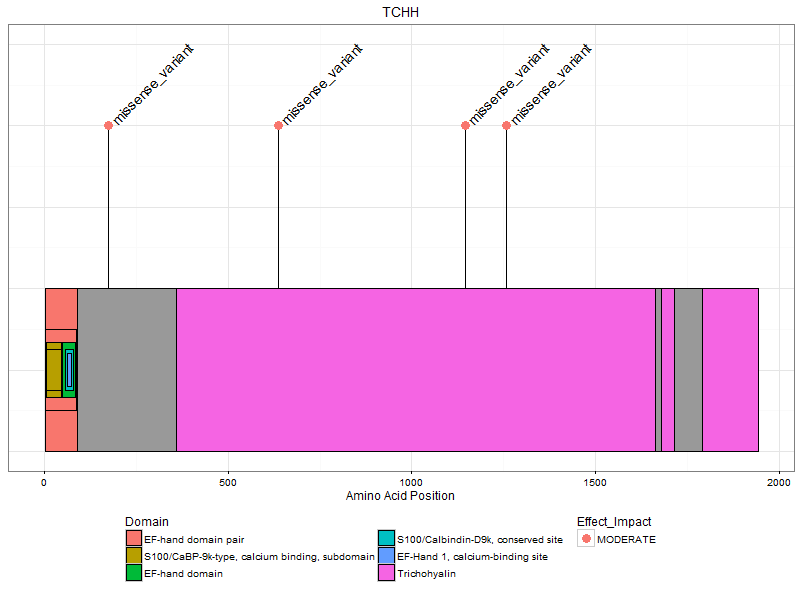 TCHH
missense_variant
missense_variant
missense_variant
missense_variant
0
500
1000
1500
2000
Amino Acid Position
Domain
EF-hand domain pair
S100/CaBP-9k-type, calcium binding, subdomain
EF-hand domain
S100/Calbindin-D9k, conserved site
EF-Hand 1, calcium-binding site
Trichohyalin
Effect_Impact
MODERATE